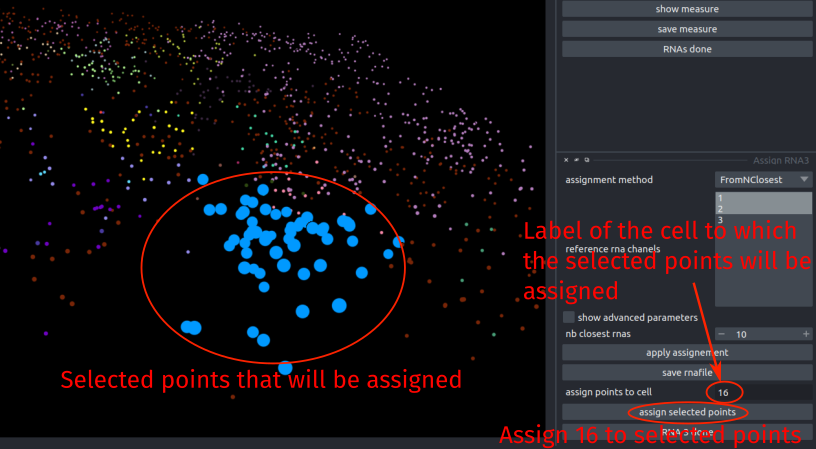 show measure
save measure
RNAs done
Assign RNA3
assignment method
FromNClosest
1
2
3
Label of the cell to which
the selected points will be
assigned
reference rna channels
show advanced parameters
nb closest rnas
10
apply assignement
save rnafile
assign points to cell
16
assign selected points
RNA 3 done
Selected points that will be assigned
Assign 16 to selected points